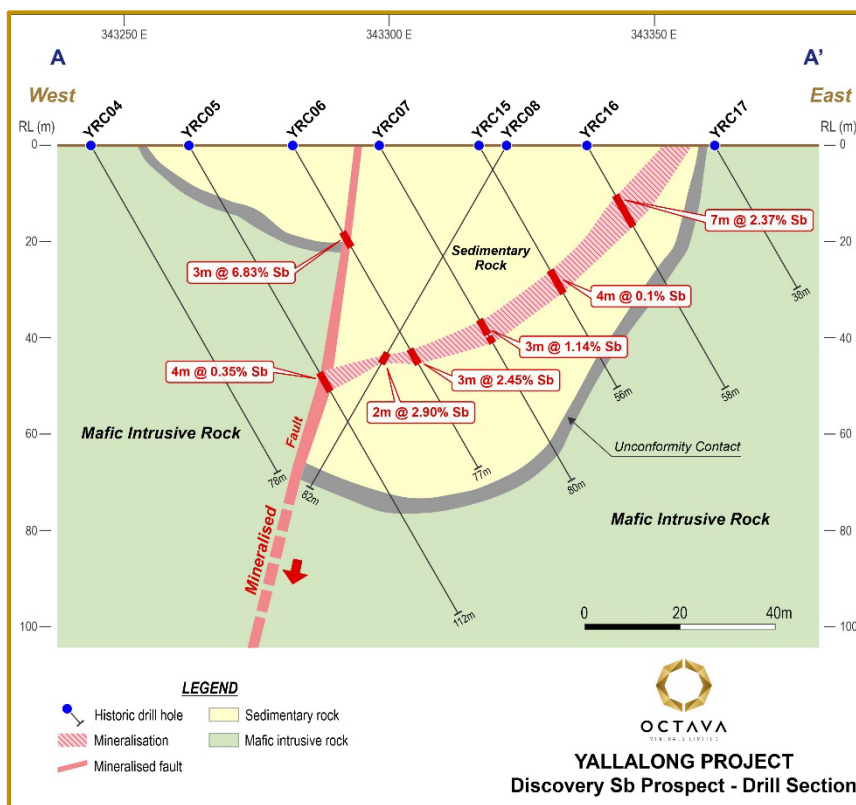 343250 E
343300 E
343350 E
A
A'
West
East
RL (m)
YRC04
YRC05
YRC06
YRC07
YRC15
YRC08
YRC16
YRC17
RL (m)
0
0
7m @ 2.37% Sb
20
20
Sedimentary
Rock
3m @ 6.83% Sb
4m @ 0.1% Sb
38m
40
40
3m @ 1.14% Sb
4m @ 0.35% Sb
3m @ 2.45% Sb
56m
58m
2m @ 2.90% Sb
Mafic Intrusive Rock
Fault
Unconformity Contact
60
60
78m
82m
77m
80m
Mafic Intrusive Rock
80
80
Mineralised
112m
0
20
40m
100
100
LEGEND
Historic drill hole
Sedimentary rock
Mineralisation
Mafic intrusive rock
Mineralised fault
OCTAVA
MINERALS LIMITED
YALLALONG PROJECT
Discovery Sb Prospect - Drill Section